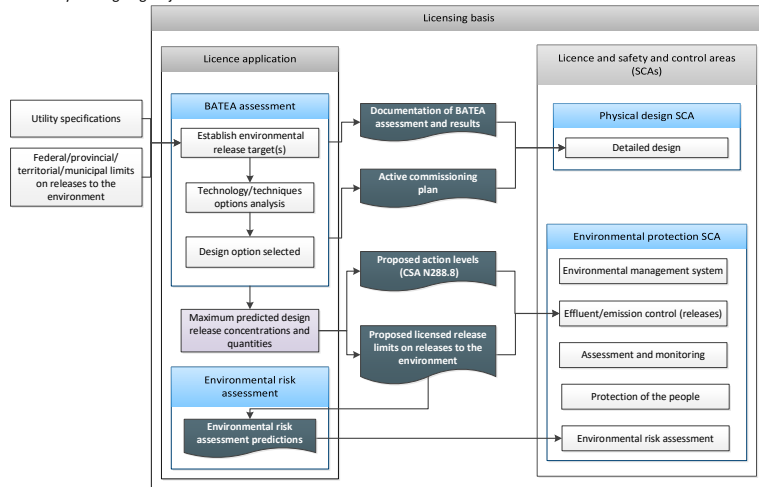 Licensing basis
Licence application
Licence and safety and control areas
(SCAs)
BATEA assessment
Utility specifications
Federal/provincial/
territorial/municipal limits
on releases to the
environment
Establish environmental
release target(s)
Technology/techniques
options analysis
Design option selected
Maximum predicted design
release concentrations and
quantities
Environmental risk
assessment
Environmental risk
assessment predictions
Documentation of BATEA
assessment and results
Active commissioning
plan
Proposed action levels
(CSA N288.8)
Proposed licensed release
limits on releases to the
environment
Physical design SCA
Detailed design
Environmental protection SCA
Environmental management system
Effluent/emission control (releases)
Assessment and monitoring
Protection of the people
Environmental risk assessment